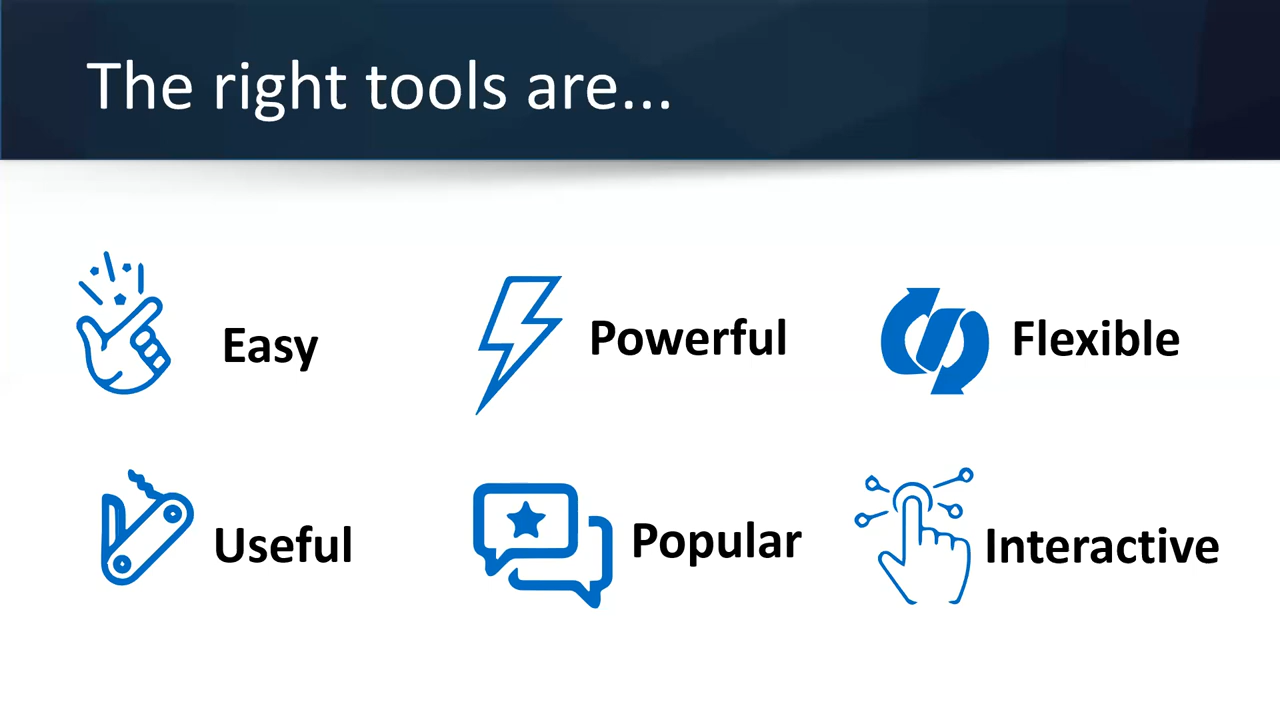 The right tools are...
Easy
Powerful
Flexible
Useful
Popular
Interactive